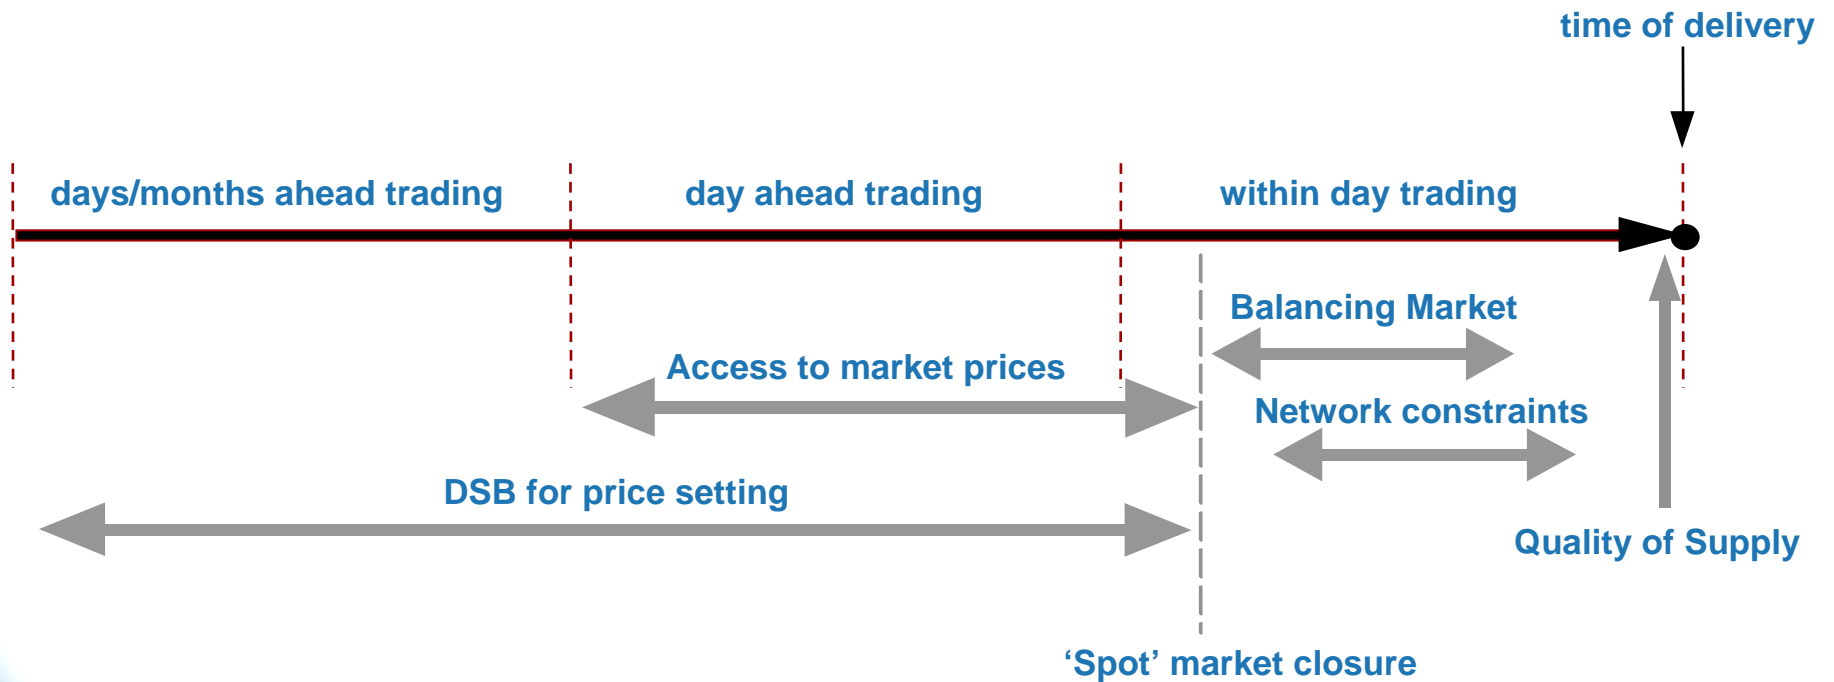 time of delivery
days/months ahead trading
day ahead trading
within day trading
Balancing Market
Access to market prices
Network constraints
DSB for price setting
Quality of Supply
‘Spot’ market closure